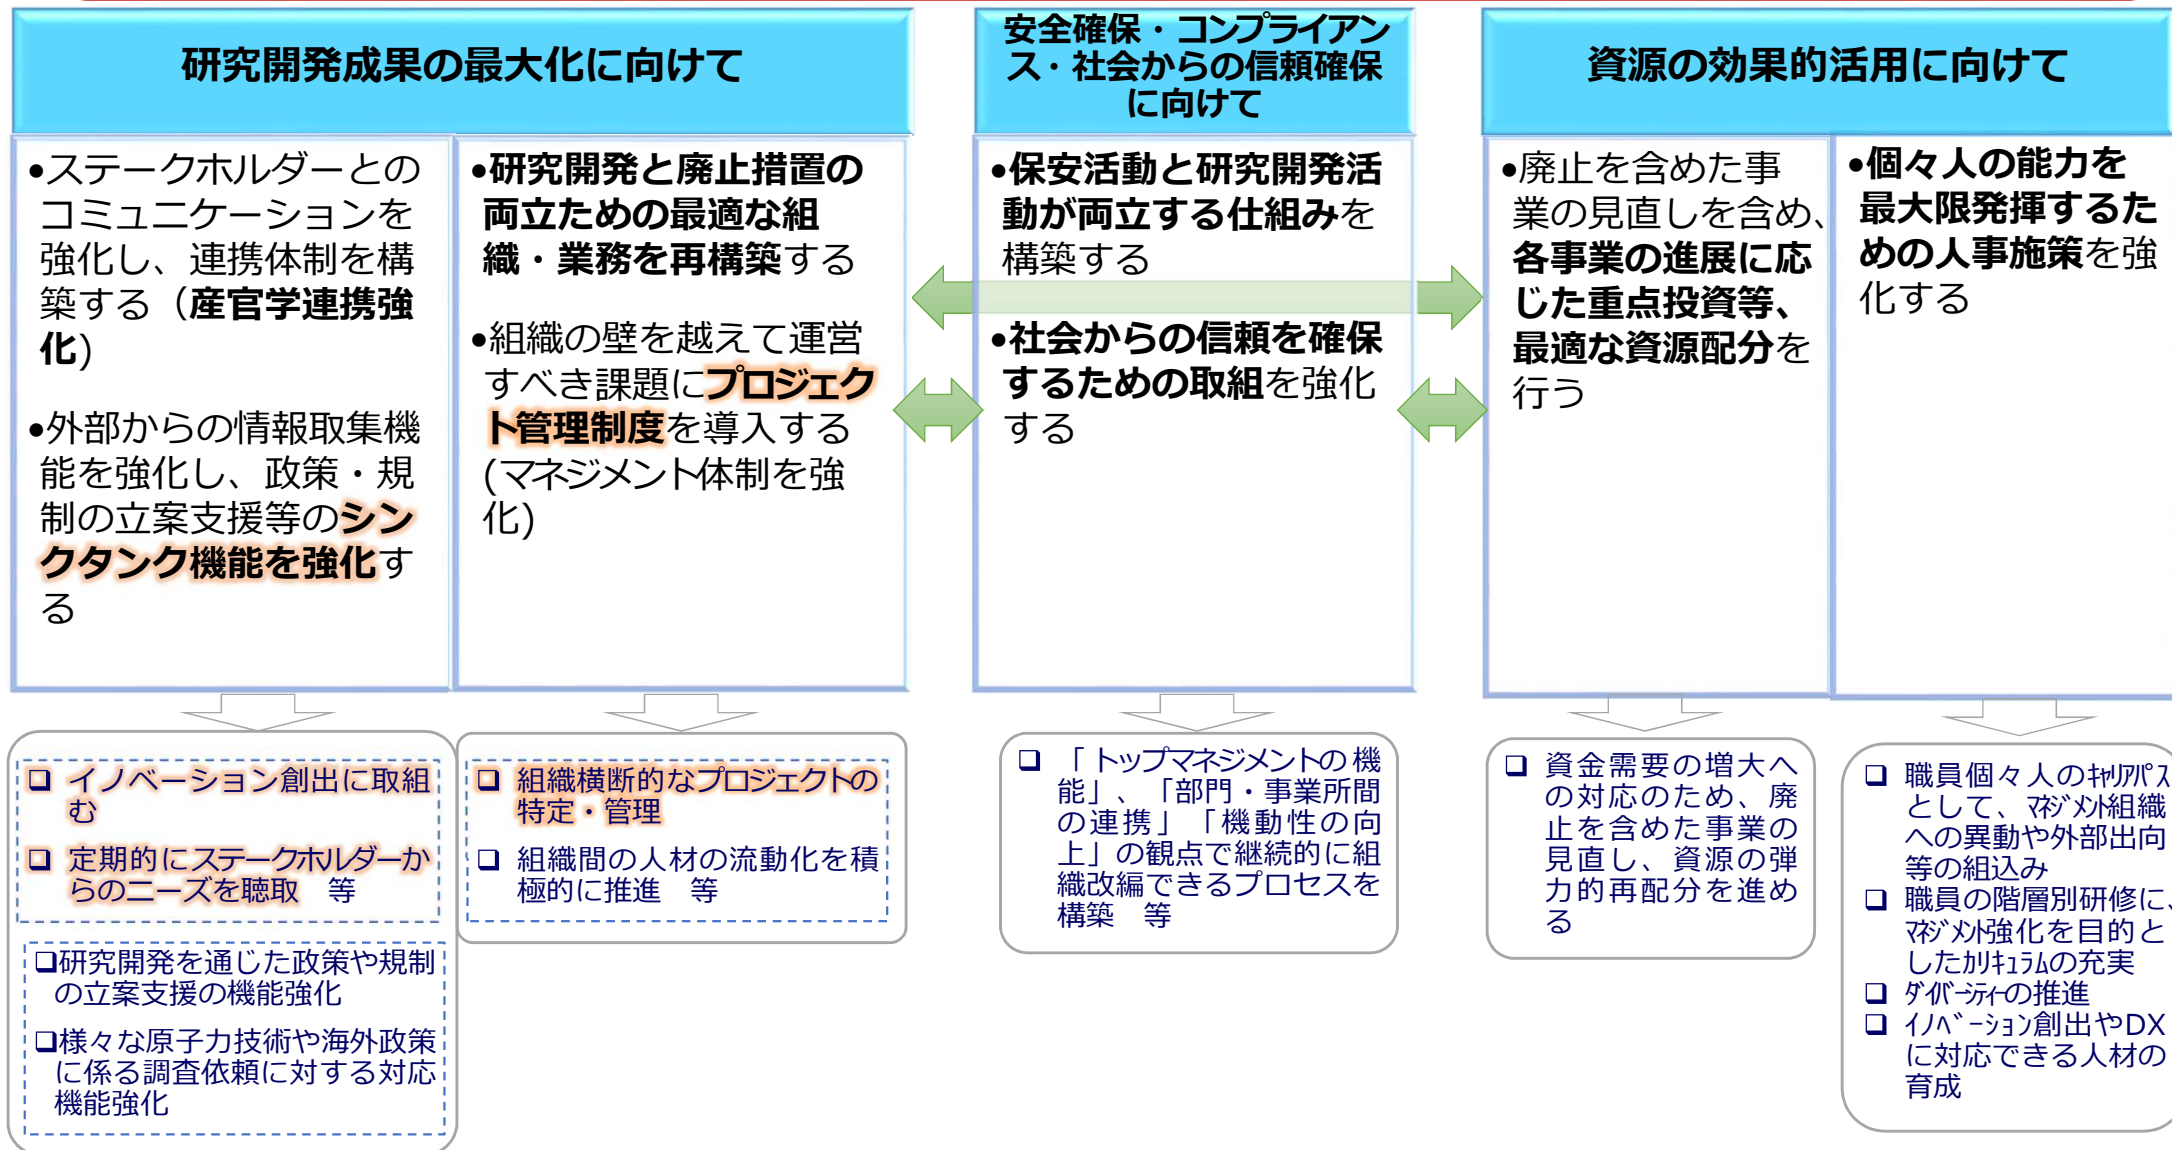 研究開発成果の最大化に向けて
安全確保・コンプライアン
ス・社会からの信頼確保
に向けて
資源の効果的活用に向けて
•ステークホルダーとの
コミュニケーションを
強化し、連携体制を構
築する（産官学連携強
化)
•外部からの情報取集機
能を強化し、政策・規
制の立案支援等のシン
クタンク機能を強化す
る
•研究開発と廃止措置の
両立ための最適な組
織・業務を再構築する
•組織の壁を越えて運営
すべき課題にプロジェク
ト管理制度を導入する
(マネジメント体制を強
化)
•保安活動と研究開発活
動が両立する仕組みを
構築する
•社会からの信頼を確保
するための取組を強化
する
•廃止を含めた事
業の見直しを含め、
各事業の進展に応
じた重点投資等、
最適な資源配分を
行う
•個々人の能力を
最大限発揮するた
めの人事施策を強
化する
❑ イノベーション創出に取組
む
❑ 定期的にステークホルダーか
らのニーズを聴取　等
❑研究開発を通じた政策や規制
の立案支援の機能強化
❑様々な原子力技術や海外政策
に係る調査依頼に対する対応
機能強化
❑ 組織横断的なプロジェクトの
特定・管理
❑ 組織間の人材の流動化を積
極的に推進　等
❑ 「トップマネジメントの機
能」、「部門・事業所間
の連携」「機動性の向
上」の観点で継続的に組
織改編できるプロセスを
構築　等
❑ 資金需要の増大へ
の対応のため、廃
止を含めた事業の
見直し、資源の弾
力的再配分を進め
る
❑ 職員個々人のｷｬﾘｱﾊﾟｽ
として、ﾏﾈｼﾞﾒﾝﾄ組織
への異動や外部出向
等の組込み
❑ 職員の階層別研修に、
ﾏﾈｼﾞﾒﾝﾄ強化を目的と
したｶﾘｷｭﾗﾑの充実
❑ ﾀﾞｲﾊﾞｰｼﾃｨｰの推進
❑ ｲﾉﾍﾞｰｼｮﾝ創出やDX
に対応できる人材の
育成